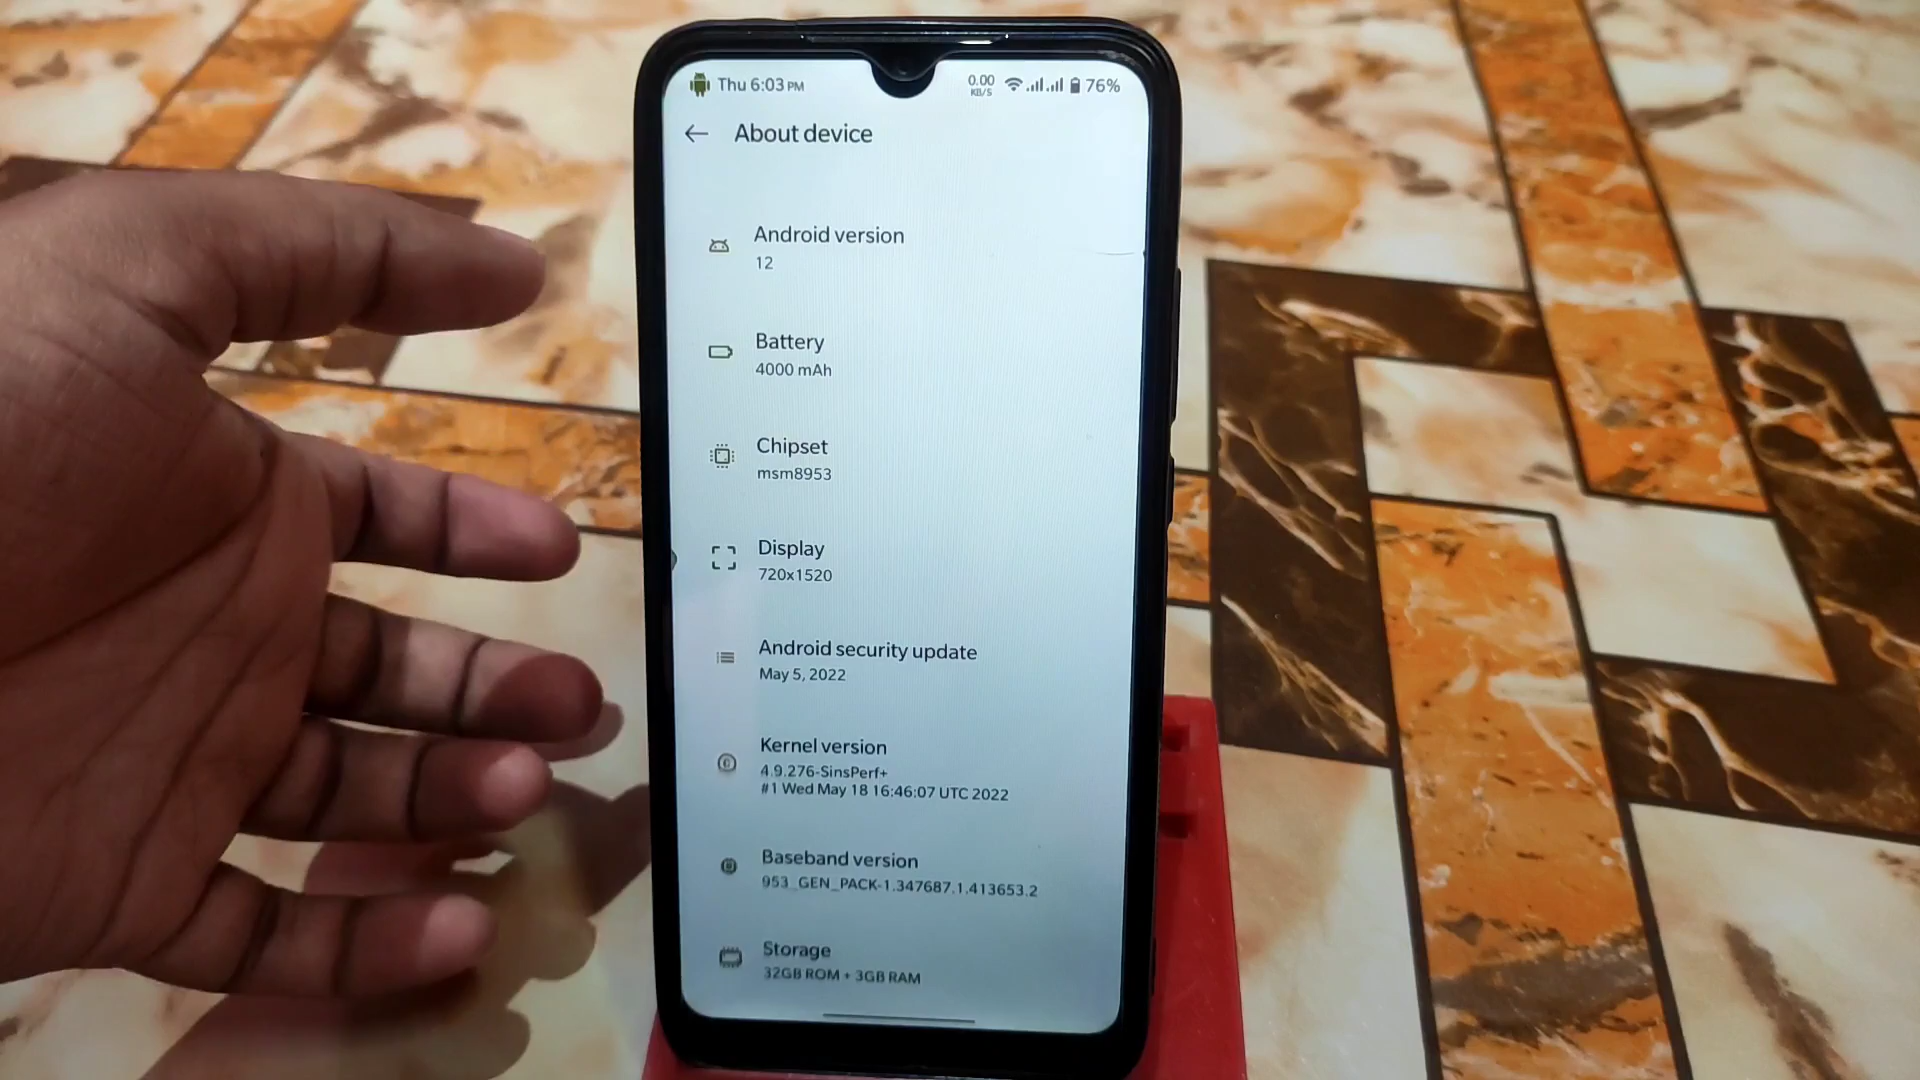 Thu 6:03 PM 0.00 KB/S 76%
About device
Android version
12
Battery
4000 mAh
Chipset
msm8953
Display
720x1520
Android security update
May 5, 2022
Kernel version
4.9.276-SinsPerf+
#1 Wed May 18 16:46:07 UTC 2022
Baseband version
953_GEN_PACK-1.347687.1.413653.2
Storage
32GB ROM + 3GB RAM